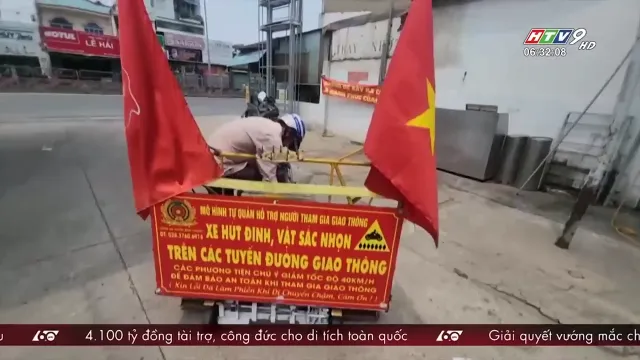 HTV9 HD
06:32:08
MOTUL
LÊ HẢI
MÔ HÌNH TỰ QUẢN HỖ TRỢ NGƯỜI THAM GIA GIAO THÔNG
XE HÚT ĐINH, VẬT SẮC NHỌN
TRÊN CÁC TUYẾN ĐƯỜNG GIAO THÔNG
CÁC PHƯƠNG TIỆN CHÚ Ý GIẢM TỐC ĐỘ 40KM/H
ĐỂ ĐẢM BẢO AN TOÀN KHI THAM GIA GIAO THÔNG
( Xin Lỗi Đã Làm Phiền Khi Di Chuyển Chậm, Cảm Ơn ! )
60 4.100 tỷ đồng tài trợ, công đức cho di tích toàn quốc 60 Giải quyết vướng mắc